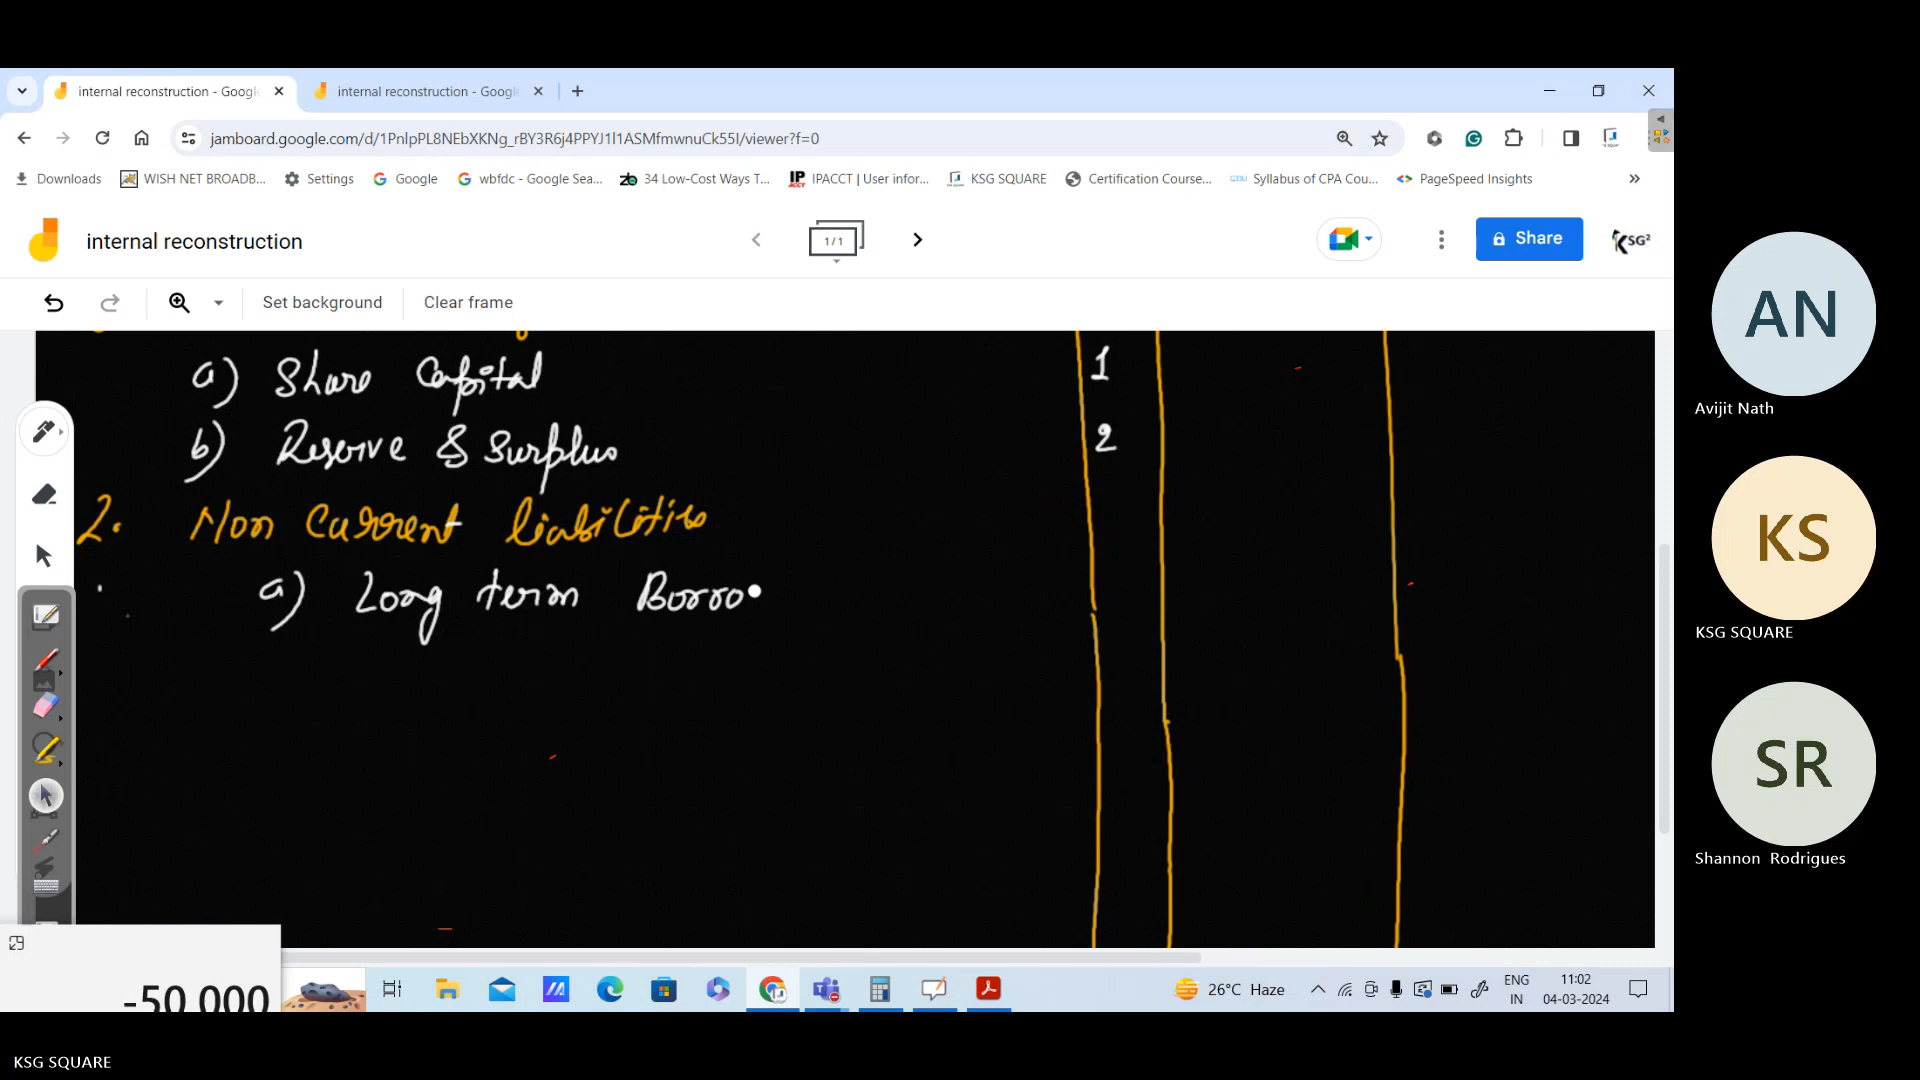 internal reconstruction - Google
internal reconstruction - Googl
jamboard.google.com/d/1PnlpPL8NEbXKNg_rBY3R6j4PPYJ1l1ASMfmwnuCk55I/viewer?f=0
Downloads WISH NET BROADB... Settings Google wbfdc - Google Sea... 34 Low-Cost Ways T... IPACCT | User infor... KSG SQUARE Certification Course... Syllabus of CPA Cou... PageSpeed Insights
internal reconstruction 1 / 1 Share KSG²
Set background Clear frame
a) Share Capital 1
b) Reserve & Surplus 2
2. Non Current liabilities
a) Long term Borro
-50,000
26°C Haze ENG IN 11:02 04-03-2024
AN
Avijit Nath
KS
KSG SQUARE
SR
Shannon Rodrigues
KSG SQUARE